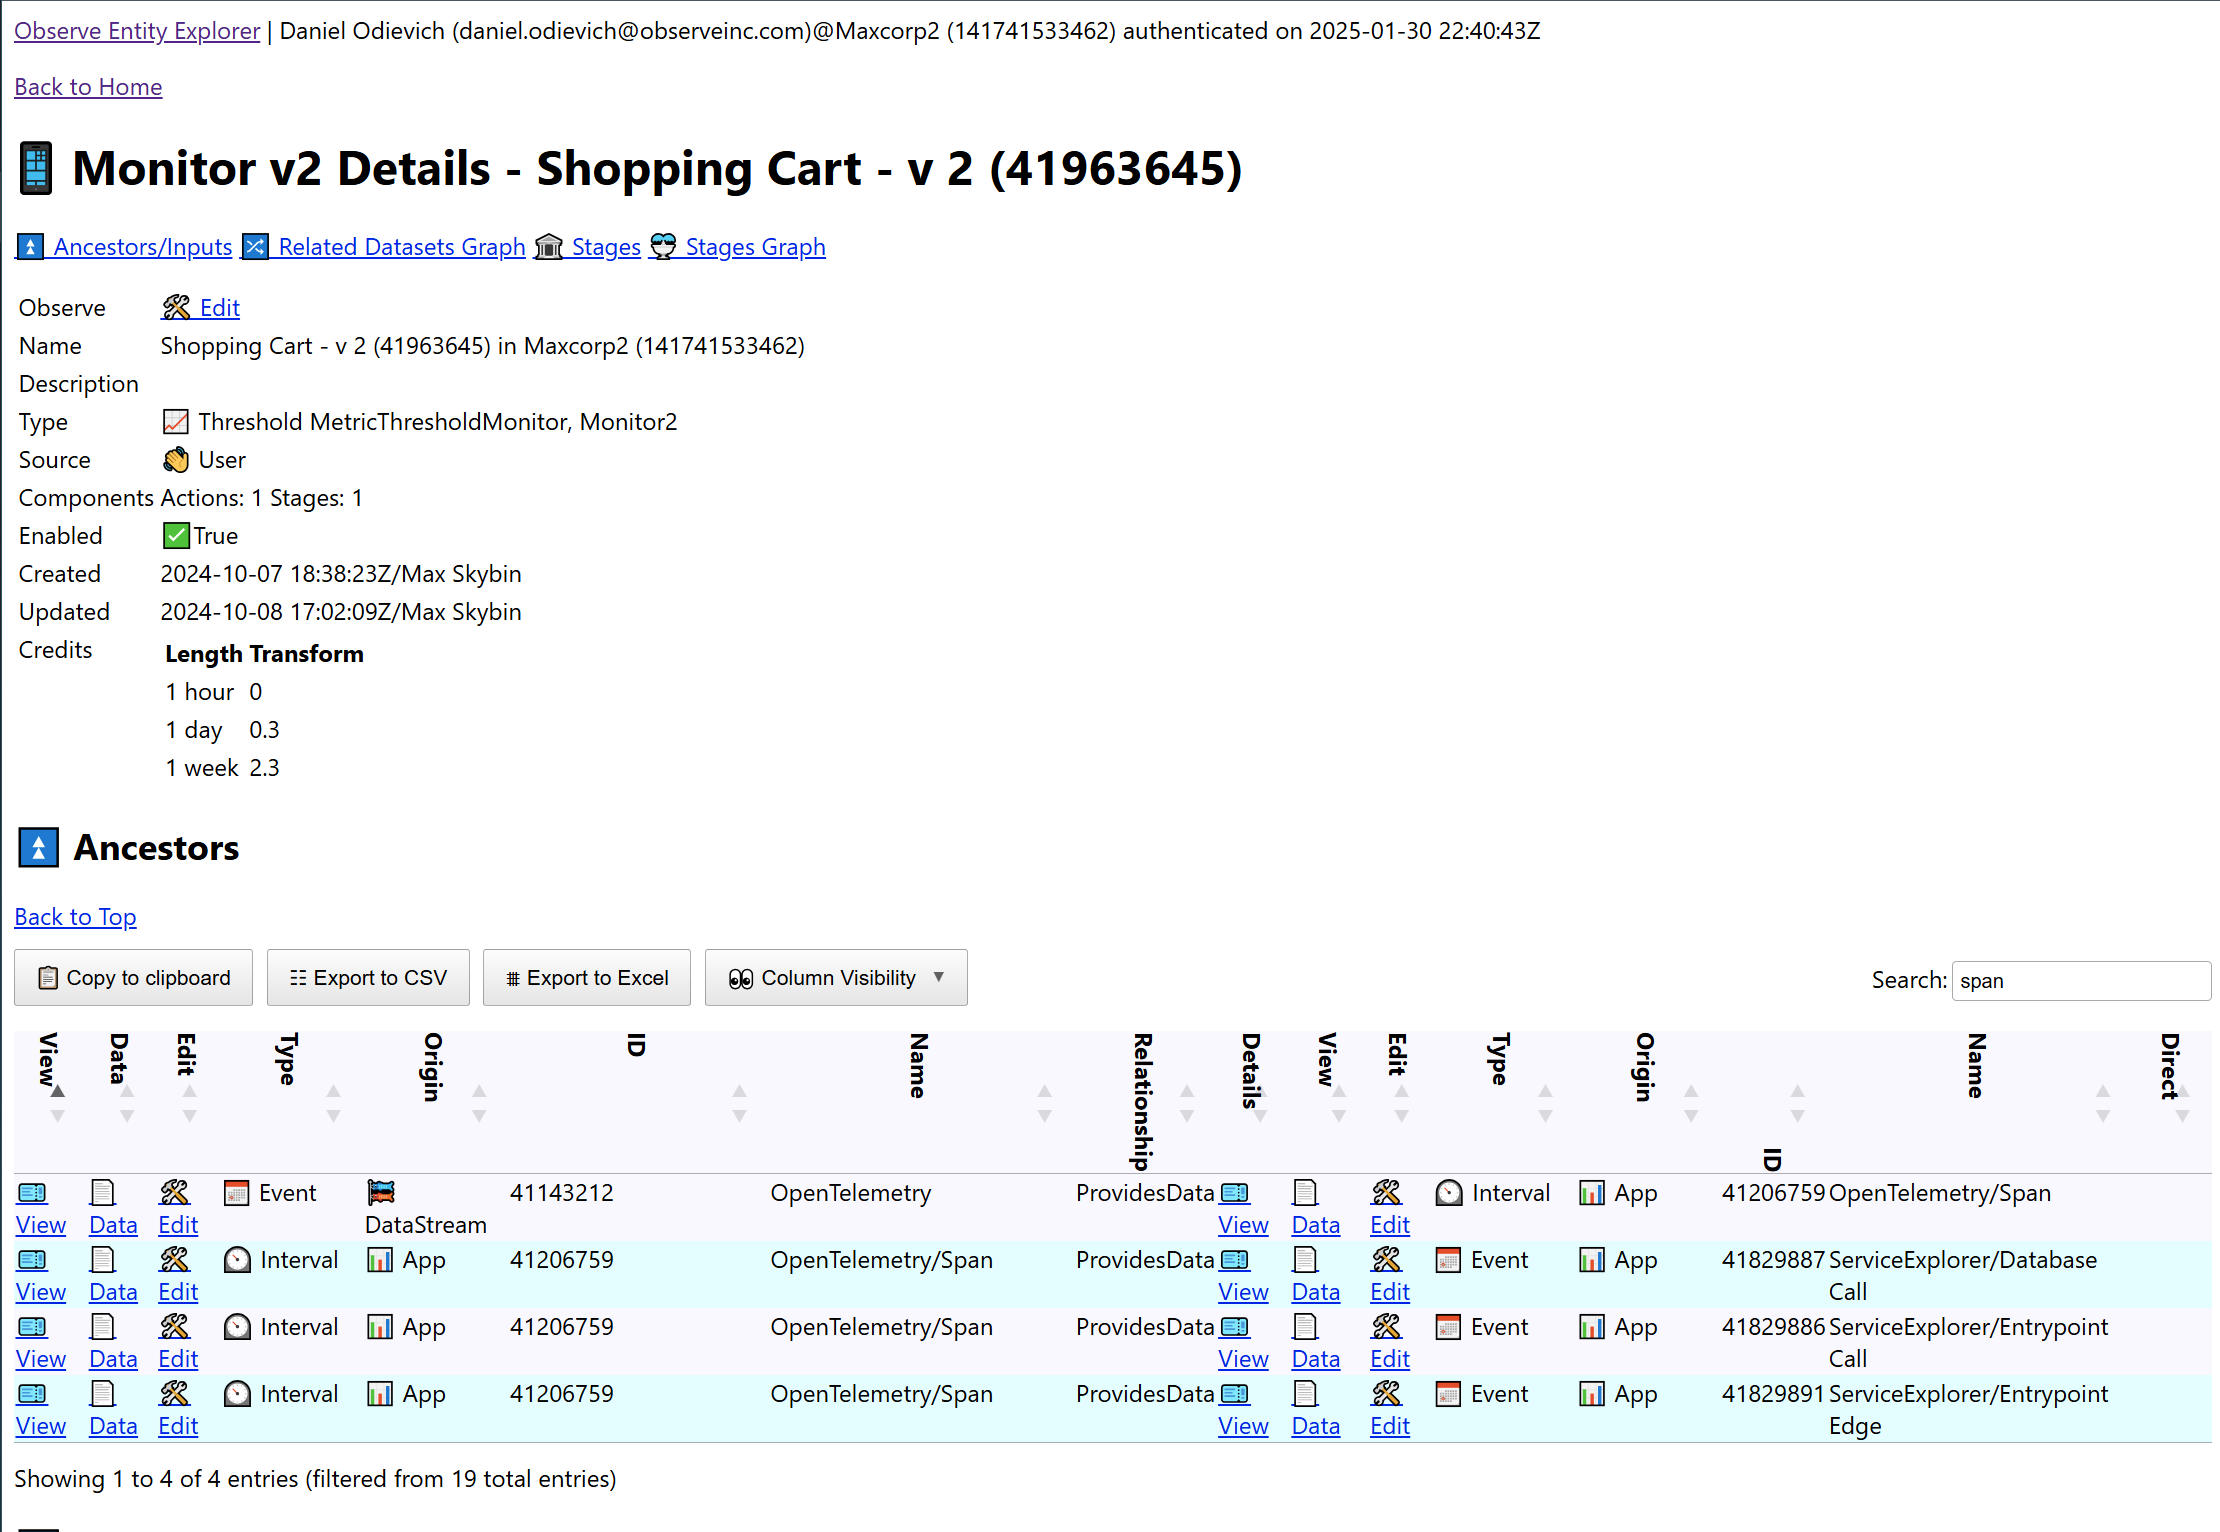 Observe Entity Explorer | Daniel Odievich (daniel.odievich@observeinc.com)@Maxcorp2 (141741533462) authenticated on 2025-01-30 22:40:43Z
Back to Home
Monitor v2 Details - Shopping Cart - v 2 (41963645)
Ancestors/Inputs Related Datasets Graph Stages Stages Graph
Observe Edit
Name Shopping Cart - v 2 (41963645) in Maxcorp2 (141741533462)
Description
Type Threshold MetricThresholdMonitor, Monitor2
Source User
Components Actions: 1 Stages: 1
Enabled True
Created 2024-10-07 18:38:23Z/Max Skybin
Updated 2024-10-08 17:02:09Z/Max Skybin
Credits Length Transform
1 hour 0
1 day 0.3
1 week 2.3
Ancestors
Back to Top
Copy to clipboard Export to CSV Export to Excel Column Visibility Search: span
View Data Edit Type Origin ID Name Relationship Details View Edit Type Origin ID Name Direct
Event 41143212 OpenTelemetry ProvidesData Interval App 41206759 OpenTelemetry/Span
View Data Edit DataStream View Data Edit
Interval App 41206759 OpenTelemetry/Span ProvidesData Event App 41829887 ServiceExplorer/Database
View Data Edit View Data Edit Call
Interval App 41206759 OpenTelemetry/Span ProvidesData Event App 41829886 ServiceExplorer/Entrypoint
View Data Edit View Data Edit Call
Interval App 41206759 OpenTelemetry/Span ProvidesData Event App 41829891 ServiceExplorer/Entrypoint
View Data Edit View Data Edit Edge
Showing 1 to 4 of 4 entries (filtered from 19 total entries)